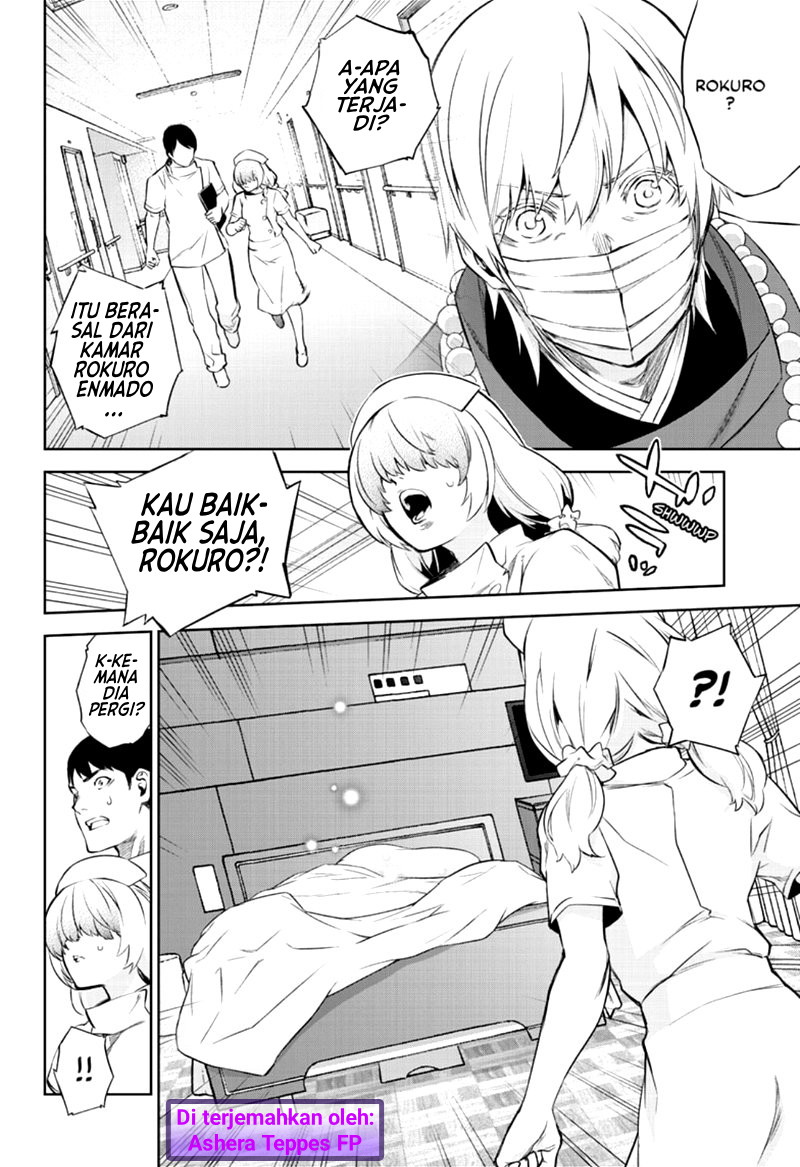 ROKURO
?
A-APA
YANG
TERJA-
DI?
ITU BERA-
SAL DARI
KAMAR
ROKURO
ENMADO
...
SHWWWP
KAU BAIK-
BAIK SAJA,
ROKURO?!
?!
K-KE-
MANA
DIA
PERGI?
!!
Di terjemahkan oleh:
Ashera Teppes FP